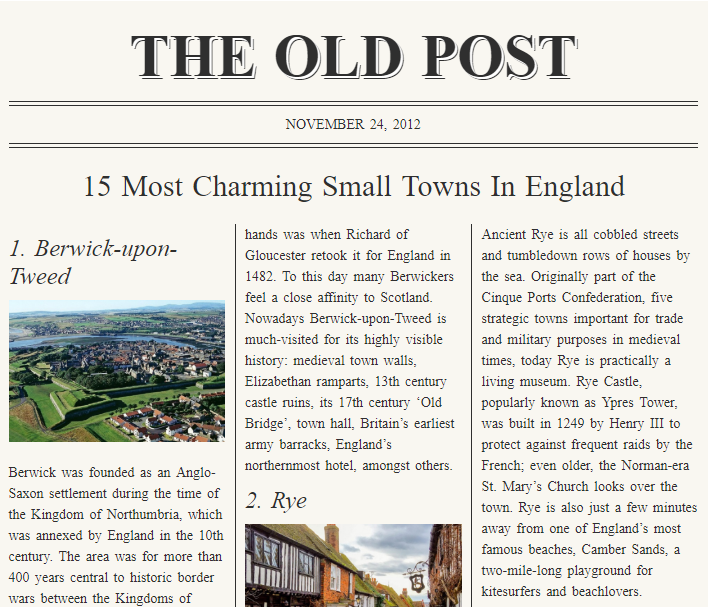 THE OLD POST
NOVEMBER 24, 2012
15 Most Charming Small Towns In England
1. Berwick-upon-
Tweed
Berwick was founded as an Anglo-
Saxon settlement during the time of
the Kingdom of Northumbria, which
was annexed by England in the 10th
century. The area was for more than
400 years central to historic border
wars between the Kingdoms of
hands was when Richard of
Gloucester retook it for England in
1482. To this day many Berwickers
feel a close affinity to Scotland.
Nowadays Berwick-upon-Tweed is
much-visited for its highly visible
history: medieval town walls,
Elizabethan ramparts, 13th century
castle ruins, its 17th century ‘Old
Bridge’, town hall, Britain’s earliest
army barracks, England’s
northernmost hotel, amongst others.
2. Rye
Ancient Rye is all cobbled streets
and tumbledown rows of houses by
the sea. Originally part of the
Cinque Ports Confederation, five
strategic towns important for trade
and military purposes in medieval
times, today Rye is practically a
living museum. Rye Castle,
popularly known as Ypres Tower,
was built in 1249 by Henry III to
protect against frequent raids by the
French; even older, the Norman-era
St. Mary’s Church looks over the
town. Rye is also just a few minutes
away from one of England’s most
famous beaches, Camber Sands, a
two-mile-long playground for
kitesurfers and beachlovers.